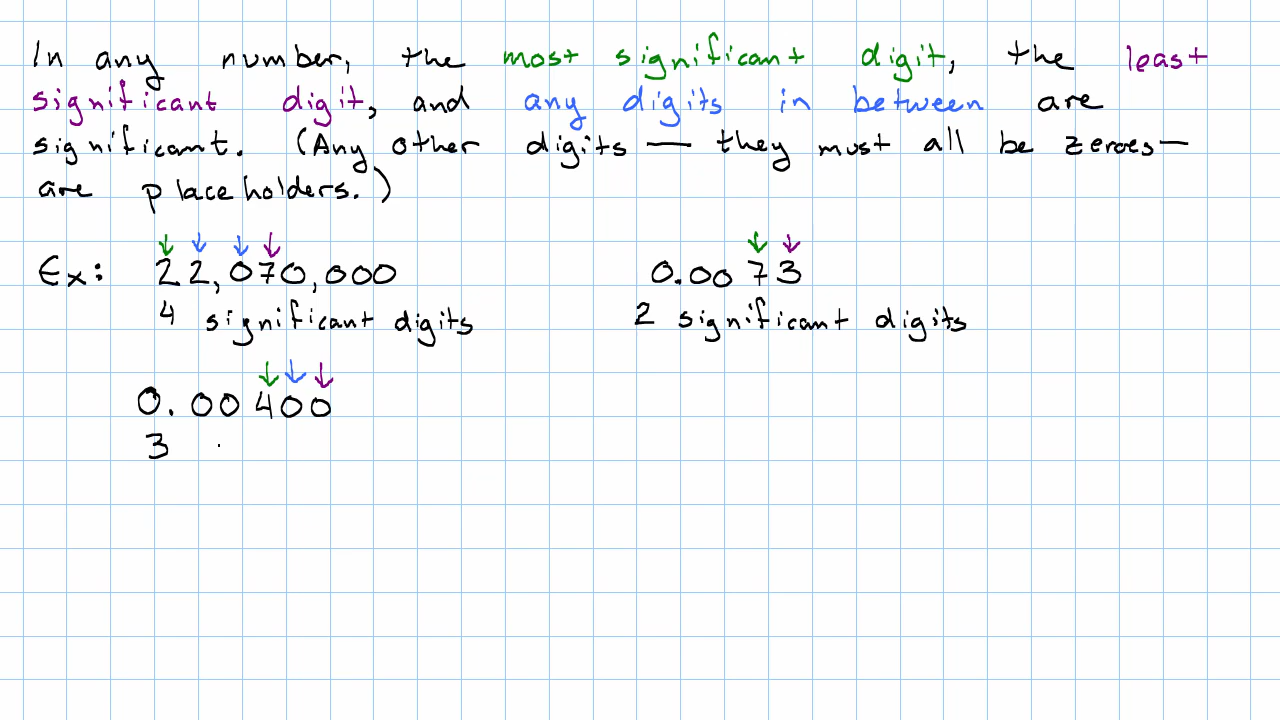 In any number, the most significant digit, the least
significant digit, and any digits in between are
significant. (Any other digits — they must all be zeroes —
are placeholders.)
Ex: 22,070,000
4 significant digits
0.0073
2 significant digits
0.00400
3